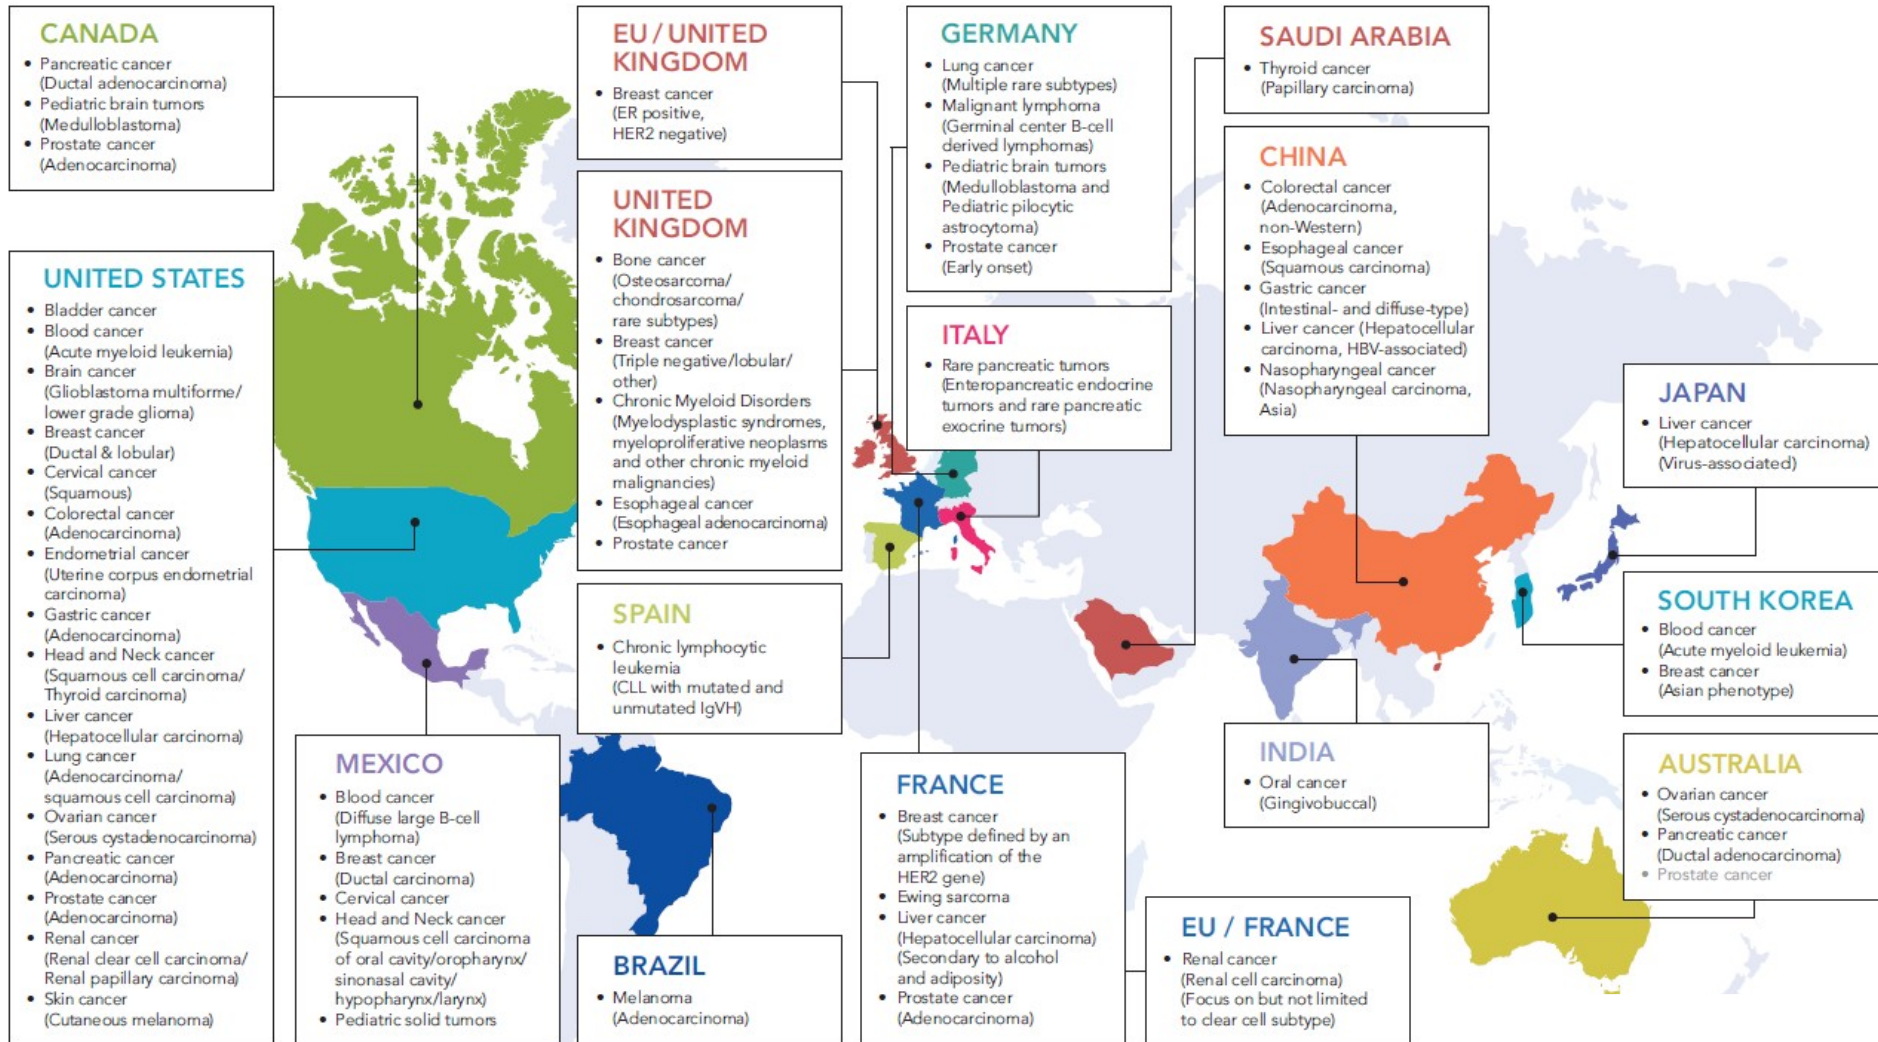 CANADA
• Pancreatic cancer
(Ductal adenocarcinoma)
• Pediatric brain tumors
(Medulloblastoma)
• Prostate cancer
(Adenocarcinoma)
UNITED STATES
• Bladder cancer
• Blood cancer
(Acute myeloid leukemia)
• Brain cancer
(Glioblastoma multiforme/
lower grade glioma)
• Breast cancer
(Ductal & lobular)
• Cervical cancer
(Squamous)
• Colorectal cancer
(Adenocarcinoma)
• Endometrial cancer
(Uterine corpus endometrial
carcinoma)
• Gastric cancer
(Adenocarcinoma)
• Head and Neck cancer
(Squamous cell carcinoma/
Thyroid carcinoma)
• Liver cancer
(Hepatocellular carcinoma)
• Lung cancer
(Adenocarcinoma/
squamous cell carcinoma)
• Ovarian cancer
(Serous cystadenocarcinoma)
• Pancreatic cancer
(Adenocarcinoma)
• Prostate cancer
(Adenocarcinoma)
• Renal cancer
(Renal clear cell carcinoma/
Renal papillary carcinoma)
• Skin cancer
(Cutaneous melanoma)
MEXICO
• Blood cancer
(Diffuse large B-cell
lymphoma)
• Breast cancer
(Ductal carcinoma)
• Cervical cancer
• Head and Neck cancer
(Squamous cell carcinoma
of oral cavity/oropharynx/
sinonasal cavity/
hypopharynx/larynx)
• Pediatric solid tumors
EU / UNITED
KINGDOM
• Breast cancer
(ER positive,
HER2 negative)
UNITED
KINGDOM
• Bone cancer
(Osteosarcoma/
chondrosarcoma/
rare subtypes)
• Breast cancer
(Triple negative/lobular/
other)
• Chronic Myeloid Disorders
(Myelodysplastic syndromes,
myeloproliferative neoplasms
and other chronic myeloid
malignancies)
• Esophageal cancer
(Esophageal adenocarcinoma)
• Prostate cancer
SPAIN
• Chronic lymphocytic
leukemia
(CLL with mutated and
unmutated IgVH)
BRAZIL
• Melanoma
(Adenocarcinoma)
GERMANY
• Lung cancer
(Multiple rare subtypes)
• Malignant lymphoma
(Germinal center B-cell
derived lymphomas)
• Pediatric brain tumors
(Medulloblastoma and
Pediatric pilocytic
astrocytoma)
• Prostate cancer
(Early onset)
ITALY
• Rare pancreatic tumors
(Enteropancreatic endocrine
tumors and rare pancreatic
exocrine tumors)
FRANCE
• Breast cancer
(Subtype defined by an
amplification of the
HER2 gene)
• Ewing sarcoma
• Liver cancer
(Hepatocellular carcinoma)
(Secondary to alcohol
and adiposity)
• Prostate cancer
(Adenocarcinoma)
EU / FRANCE
• Renal cancer
(Renal cell carcinoma)
(Focus on but not limited
to clear cell subtype)
SAUDI ARABIA
• Thyroid cancer
(Papillary carcinoma)
CHINA
• Colorectal cancer
(Adenocarcinoma,
non-Western)
• Esophageal cancer
(Squamous carcinoma)
• Gastric cancer
(Intestinal- and diffuse-type)
• Liver cancer (Hepatocellular
carcinoma, HBV-associated)
• Nasopharyngeal cancer
(Nasopharyngeal carcinoma,
Asia)
INDIA
• Oral cancer
(Gingivobuccal)
JAPAN
• Liver cancer
(Hepatocellular carcinoma)
(Virus-associated)
SOUTH KOREA
• Blood cancer
(Acute myeloid leukemia)
• Breast cancer
(Asian phenotype)
AUSTRALIA
• Ovarian cancer
(Serous cystadenocarcinoma)
• Pancreatic cancer
(Ductal adenocarcinoma)
• Prostate cancer